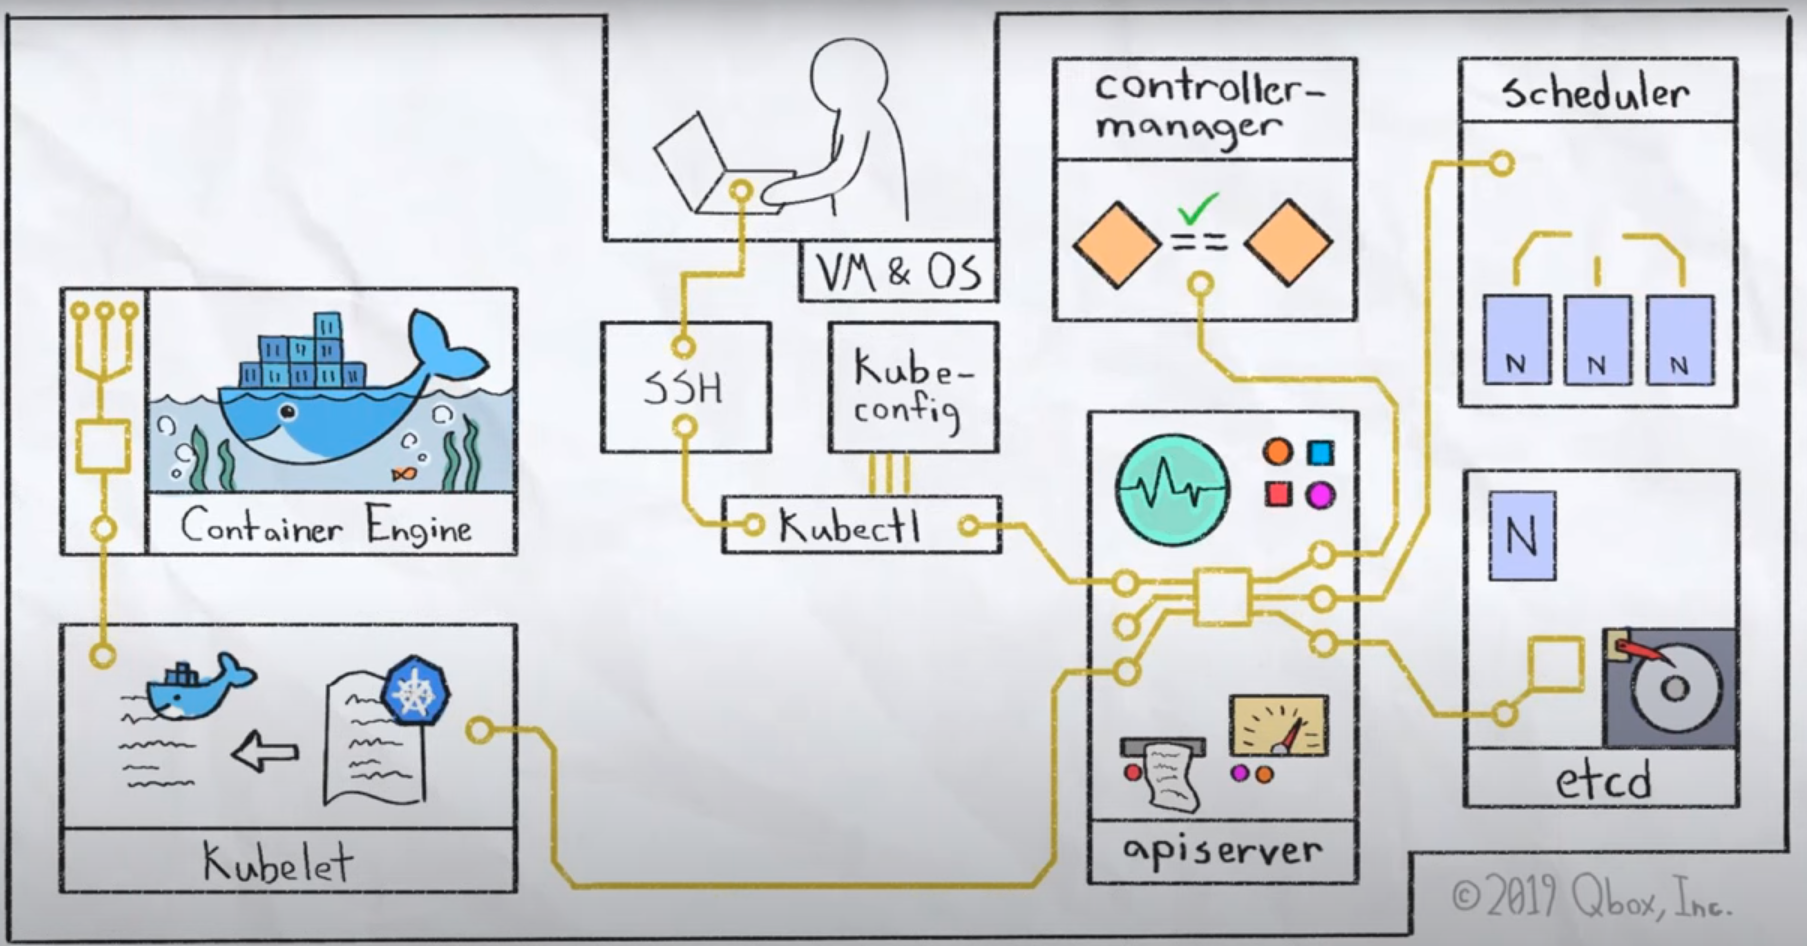 controller-
manager
scheduler
VM & OS
SSH
Kube-
config
N N N
Container Engine
Kubectl
N
etcd
Kubelet
apiserver
© 2019 Qbox, Inc.